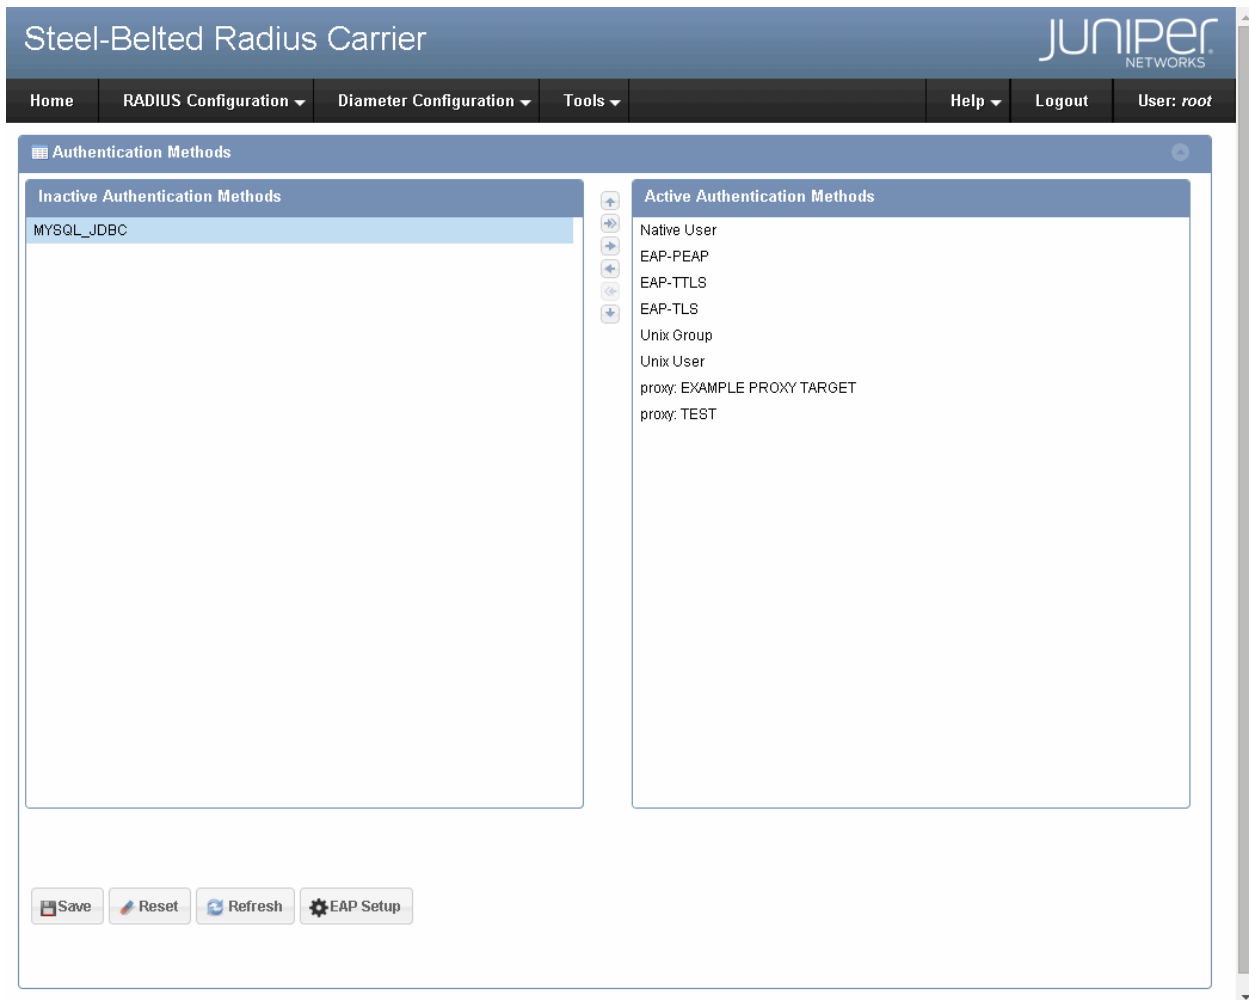 Steel-Belted Radius Carrier
JUNIPER
NETWORKS
Home RADIUS Configuration Diameter Configuration Tools Help Logout User: root
Authentication Methods
Inactive Authentication Methods
MYSQL_JDBC
Active Authentication Methods
Native User
EAP-PEAP
EAP-TTLS
EAP-TLS
Unix Group
Unix User
proxy: EXAMPLE PROXY TARGET
proxy: TEST
Save Reset Refresh EAP Setup